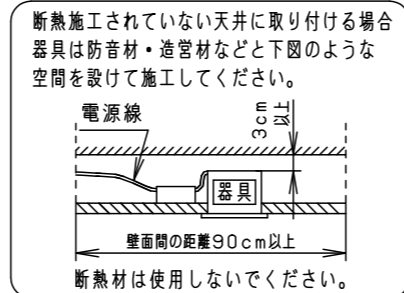 断熱施工されていない天井に取り付ける場合
器具は防音材・造営材などと下図のような
空間を設けて施工してください。
電源線
3cm
以上
器具
壁面間の距離90cm以上
断熱材は使用しないでください。